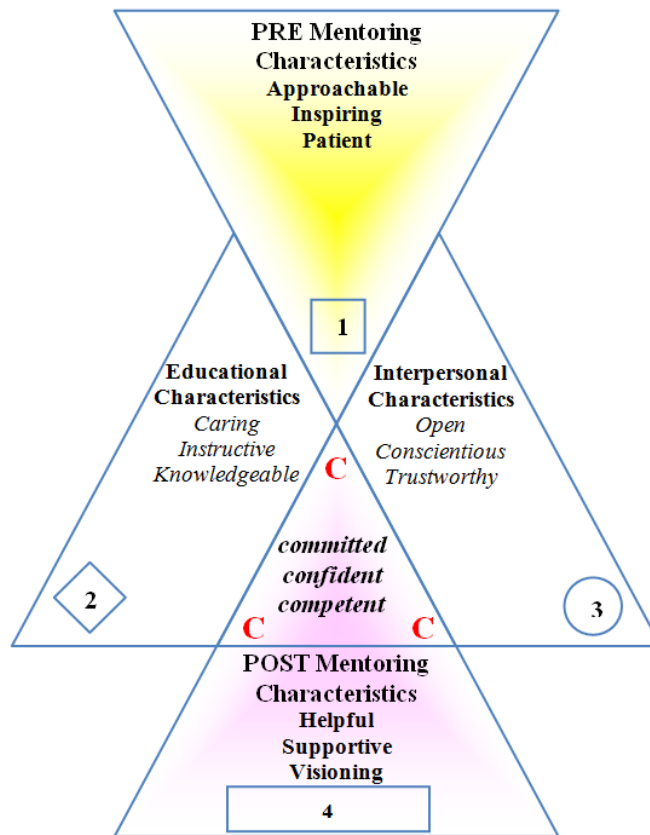 PRE Mentoring
Characteristics
Approachable
Inspiring
Patient
1
Educational
Characteristics
Caring
Instructive
Knowledgeable
2
Interpersonal
Characteristics
Open
Conscientious
Trustworthy
3
C
committed
confident
competent
C
C
POST Mentoring
Characteristics
Helpful
Supportive
Visioning
4